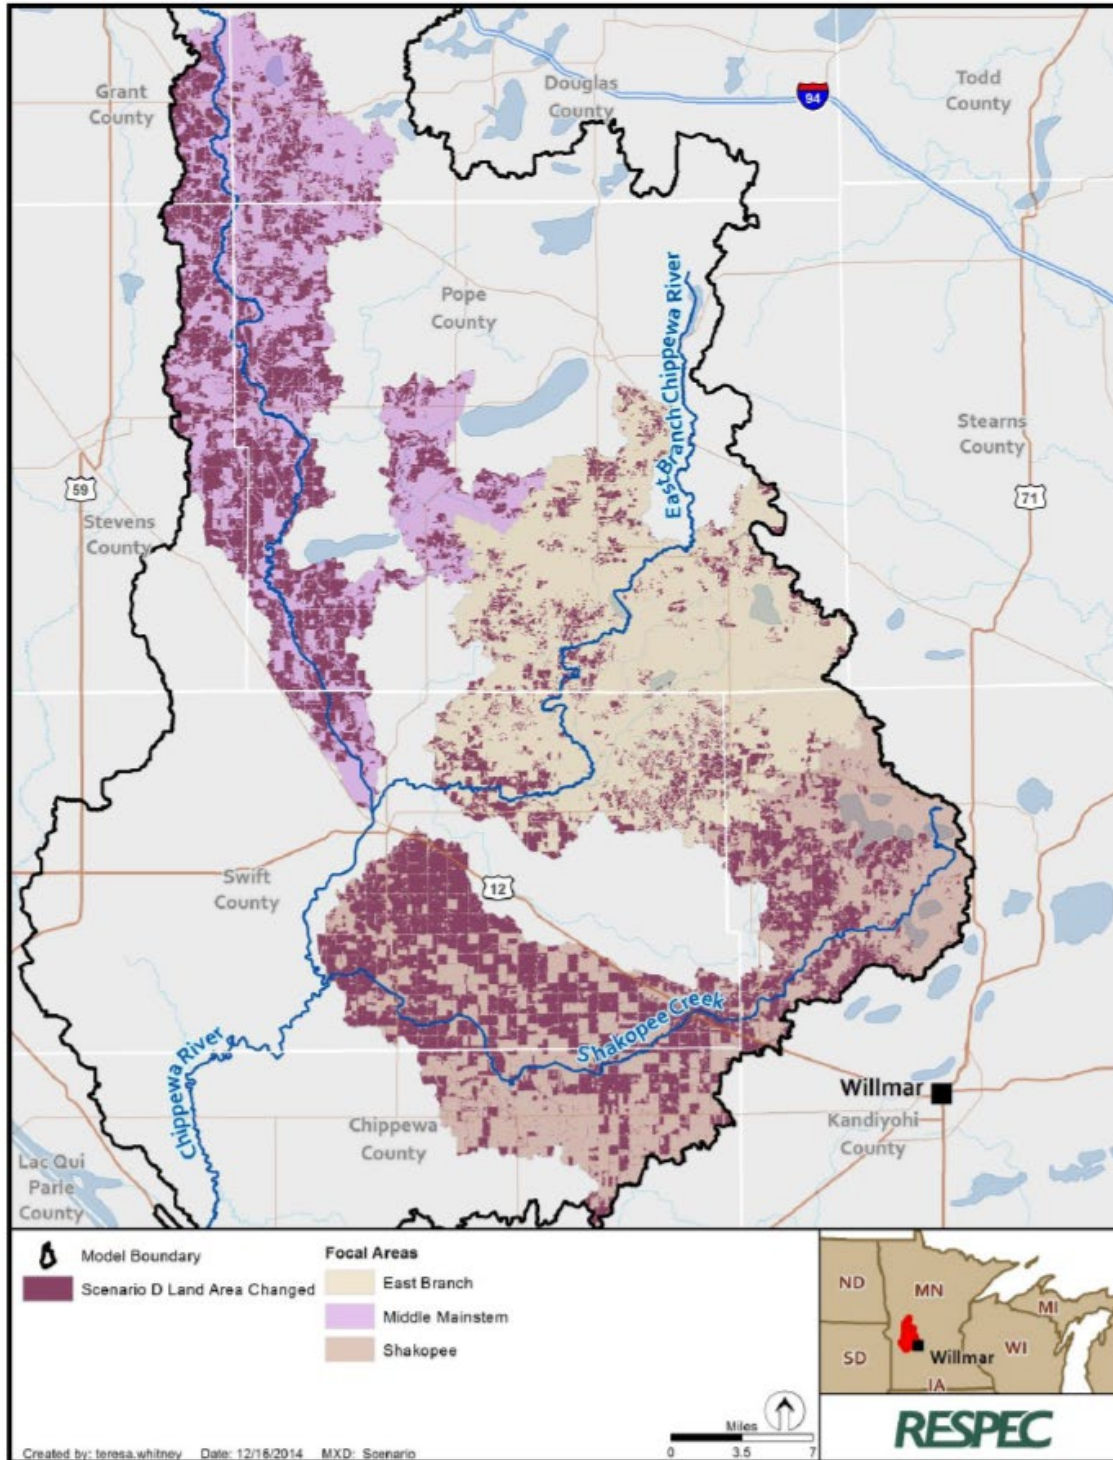 Grant
County
Douglas
County
94
Todd
County
Pope
County
East Branch Chippewa River
Stearns
County
59
71
Stevens
County
Swift
County
12
Shakopee Creek
Chippewa River
Willmar
Kandiyohi
County
Chippewa
County
Lac Qui
Parle
County
Model Boundary
Scenario D Land Area Changed
Focal Areas
East Branch
Middle Mainstem
Shakopee
ND
MN
MI
SD
WI
Willmar
IA
Miles
0 3.5 7
RESPEC
Created by: teresa.whitney Date: 12/16/2014 MXD: Scenario